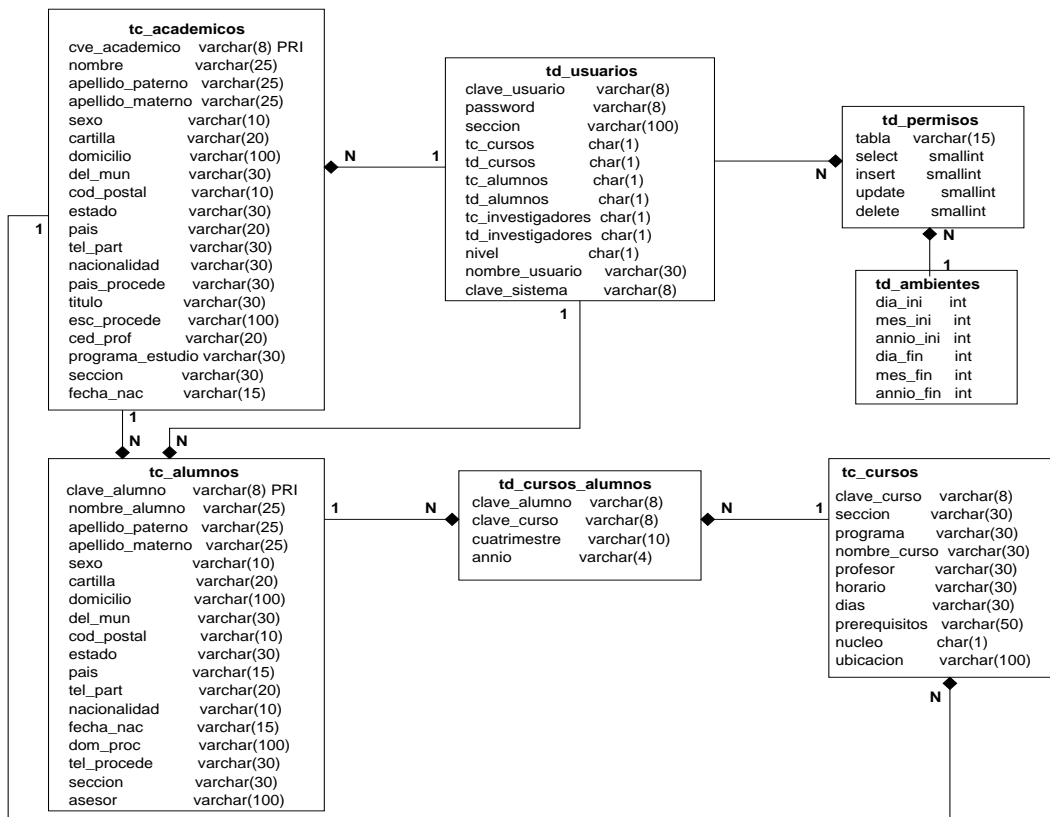 tc_academicos
cve_academico varchar(8) PRI
nombre varchar(25)
apellido_paterno varchar(25)
apellido_materno varchar(25)
sexo varchar(10)
cartilla varchar(20)
domicilio varchar(100)
del_mun varchar(30)
cod_postal varchar(10)
estado varchar(30)
pais varchar(20)
tel_part varchar(30)
nacionalidad varchar(30)
pais_procede varchar(30)
titulo varchar(30)
esc_procede varchar(100)
ced_prof varchar(20)
programa_estudio varchar(30)
seccion varchar(30)
fecha_nac varchar(15)
N
1
1
1
N
N
td_usuarios
clave_usuario varchar(8)
password varchar(8)
seccion varchar(100)
tc_cursos char(1)
td_cursos char(1)
tc_alumnos char(1)
td_alumnos char(1)
tc_investigadores char(1)
td_investigadores char(1)
nivel char(1)
nombre_usuario varchar(30)
clave_sistema varchar(8)
1
N
td_permisos
tabla varchar(15)
select smallint
insert smallint
update smallint
delete smallint
N
1
td_ambientes
dia_ini int
mes_ini int
annio_ini int
dia_fin int
mes_fin int
annio_fin int
tc_alumnos
clave_alumno varchar(8) PRI
nombre_alumno varchar(25)
apellido_paterno varchar(25)
apellido_materno varchar(25)
sexo varchar(10)
cartilla varchar(20)
domicilio varchar(100)
del_mun varchar(30)
cod_postal varchar(10)
estado varchar(30)
pais varchar(15)
tel_part varchar(20)
nacionalidad varchar(10)
fecha_nac varchar(15)
dom_proc varchar(100)
tel_procede varchar(30)
seccion varchar(30)
asesor varchar(100)
1
N
td_cursos_alumnos
clave_alumno varchar(8)
clave_curso varchar(8)
cuatrimestre varchar(10)
annio varchar(4)
N
1
tc_cursos
clave_curso varchar(8)
seccion varchar(30)
programa varchar(30)
nombre_curso varchar(30)
profesor varchar(30)
horario varchar(30)
dias varchar(30)
prerequisitos varchar(50)
nucleo char(1)
ubicacion varchar(100)
N